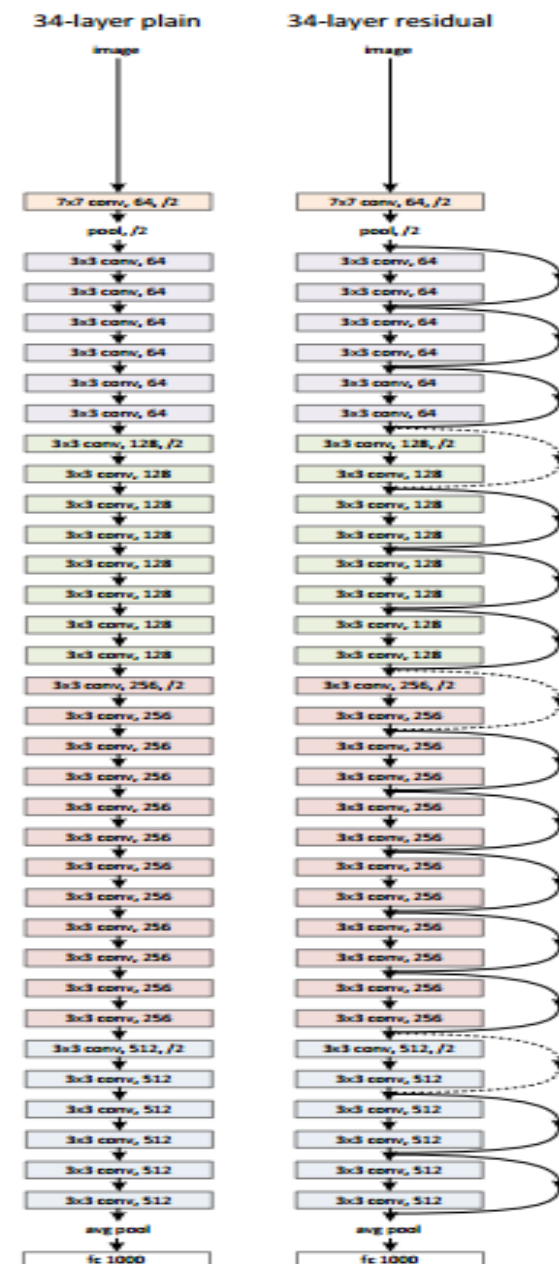 34-layer plain
image
7x7 conv, 64, /2
pool, /2
3x3 conv, 64
3x3 conv, 64
3x3 conv, 64
3x3 conv, 64
3x3 conv, 64
3x3 conv, 64
3x3 conv, 128, /2
3x3 conv, 128
3x3 conv, 128
3x3 conv, 128
3x3 conv, 128
3x3 conv, 128
3x3 conv, 128
3x3 conv, 128
3x3 conv, 256, /2
3x3 conv, 256
3x3 conv, 256
3x3 conv, 256
3x3 conv, 256
3x3 conv, 256
3x3 conv, 256
3x3 conv, 256
3x3 conv, 256
3x3 conv, 256
3x3 conv, 256
3x3 conv, 256
3x3 conv, 512, /2
3x3 conv, 512
3x3 conv, 512
3x3 conv, 512
3x3 conv, 512
3x3 conv, 512
avg pool
fc 1000
34-layer residual
image
7x7 conv, 64, /2
pool, /2
3x3 conv, 64
3x3 conv, 64
3x3 conv, 64
3x3 conv, 64
3x3 conv, 64
3x3 conv, 64
3x3 conv, 128, /2
3x3 conv, 128
3x3 conv, 128
3x3 conv, 128
3x3 conv, 128
3x3 conv, 128
3x3 conv, 128
3x3 conv, 128
3x3 conv, 256, /2
3x3 conv, 256
3x3 conv, 256
3x3 conv, 256
3x3 conv, 256
3x3 conv, 256
3x3 conv, 256
3x3 conv, 256
3x3 conv, 256
3x3 conv, 256
3x3 conv, 256
3x3 conv, 256
3x3 conv, 512, /2
3x3 conv, 512
3x3 conv, 512
3x3 conv, 512
3x3 conv, 512
3x3 conv, 512
avg pool
fc 1000